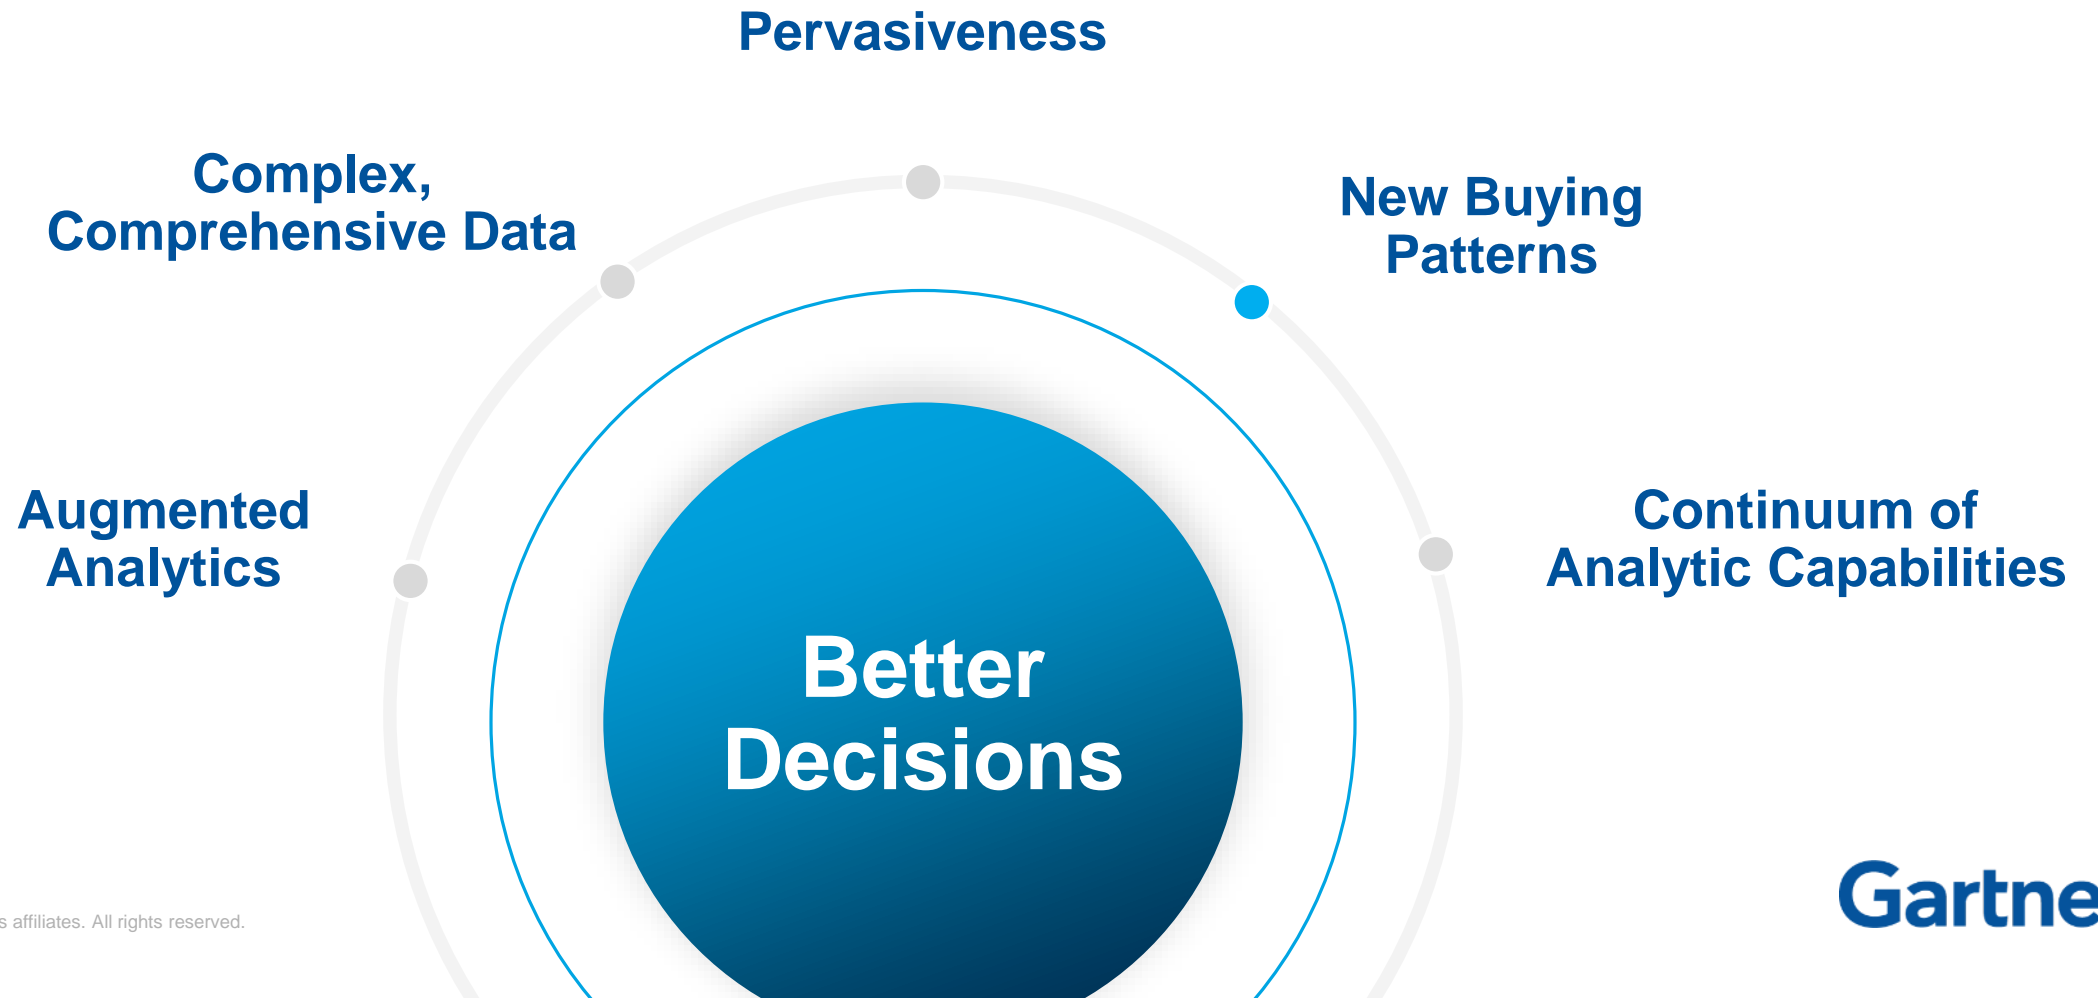 Pervasiveness
Complex,
Comprehensive Data
New Buying
Patterns
Augmented
Analytics
Continuum of
Analytic Capabilities
Better
Decisions
s affiliates. All rights reserved.
Gartne